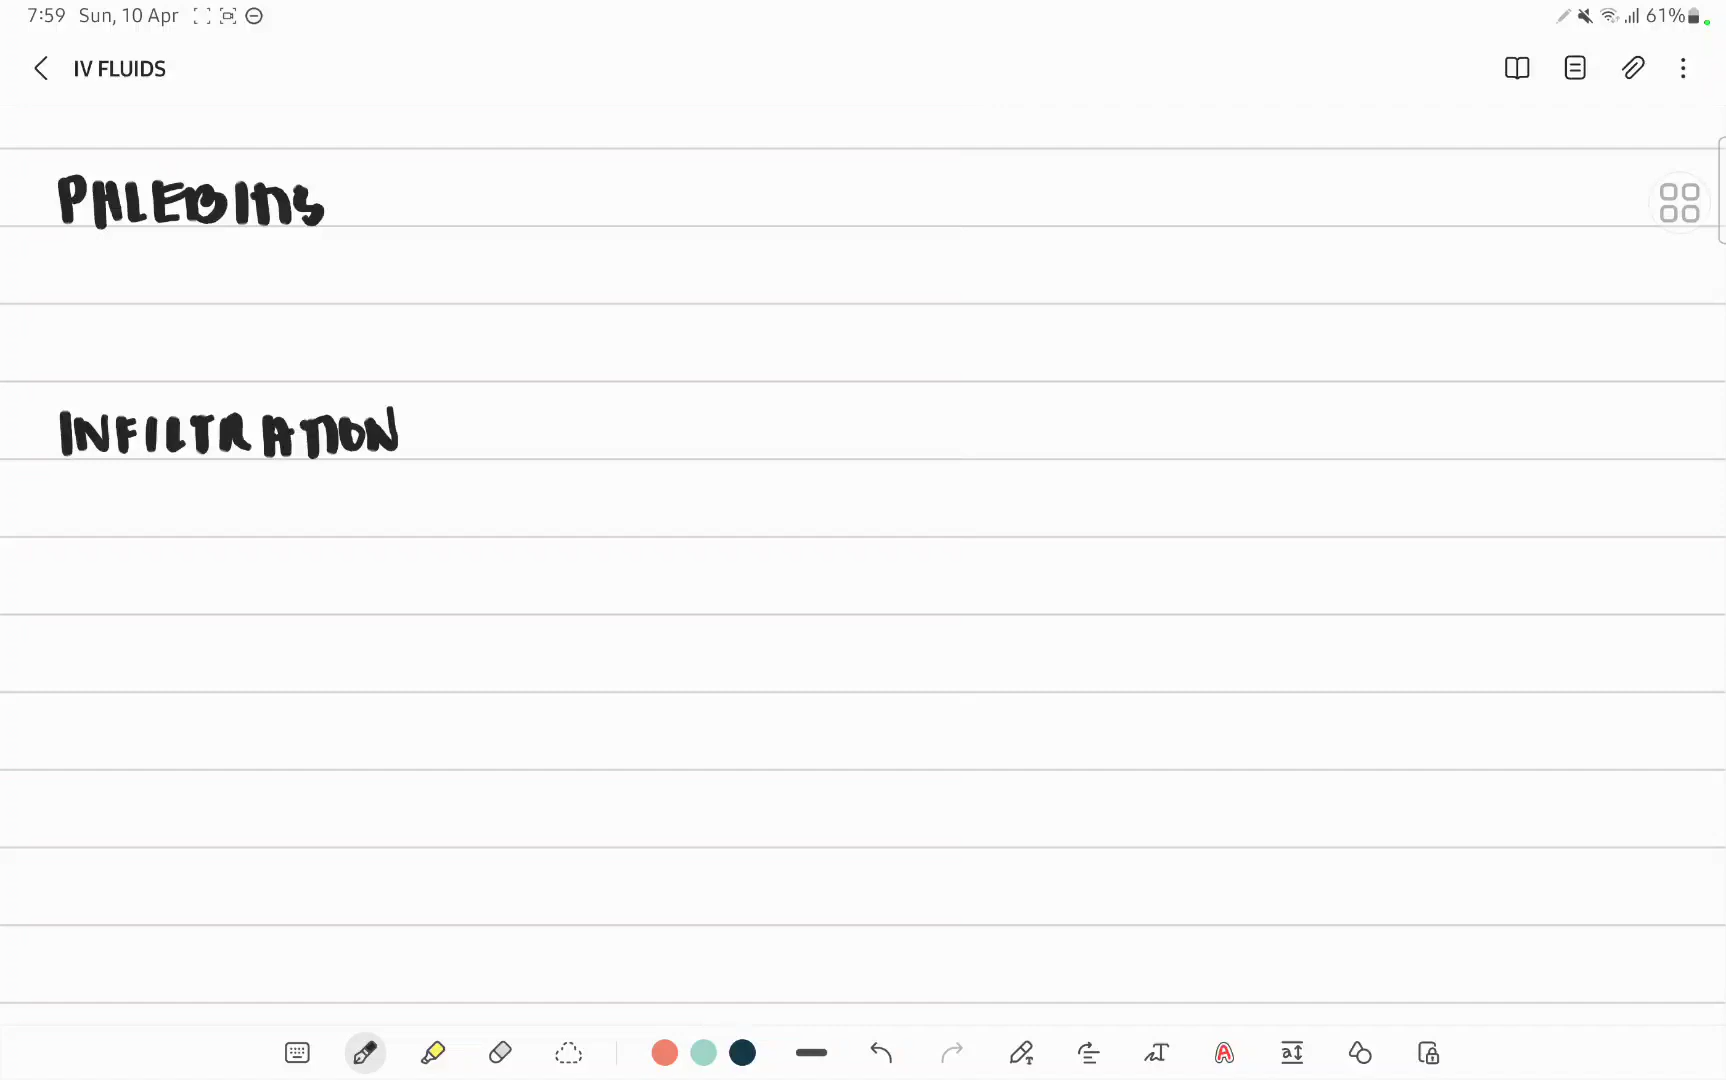 7:59 Sun, 10 Apr 61%
IV FLUIDS
PHLEBITIS
INFILTRATION